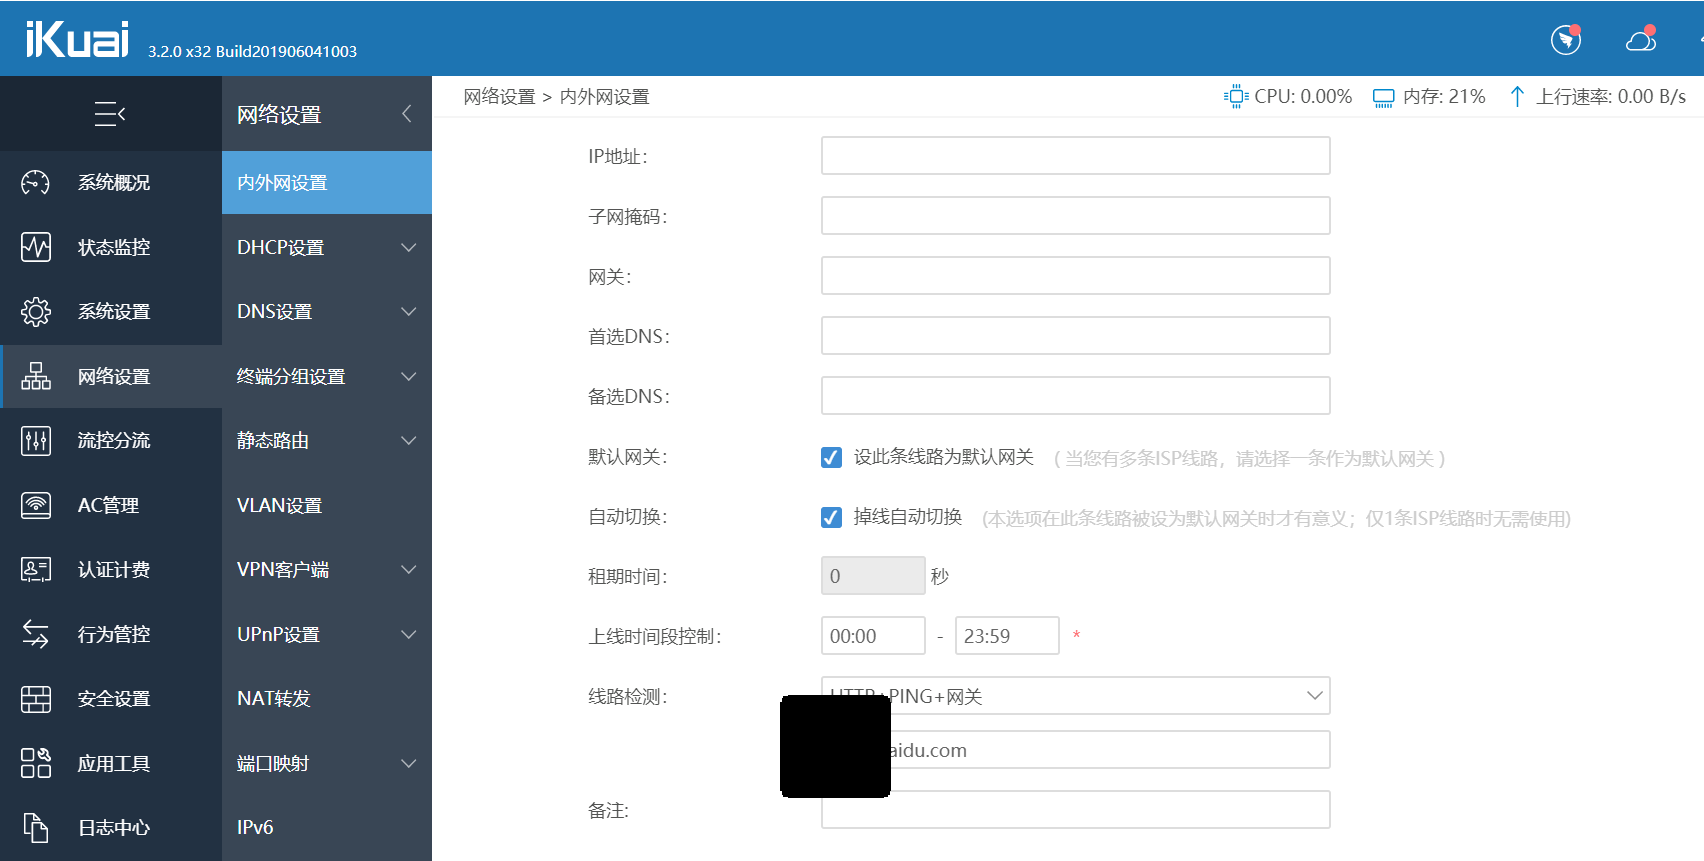 iKuai 3.2.0 x32 Build201906041003
网络设置
系统概况
状态监控
系统设置
网络设置
流控分流
AC管理
认证计费
行为管控
安全设置
应用工具
日志中心
内外网设置
DHCP设置
DNS设置
终端分组设置
静态路由
VLAN设置
VPN客户端
UPnP设置
NAT转发
端口映射
IPv6
网络设置 > 内外网设置
CPU: 0.00% 内存: 21% 上行速率: 0.00 B/s
IP地址:
子网掩码:
网关:
首选DNS:
备选DNS:
默认网关: 设此条线路为默认网关 ( 当您有多条ISP线路，请选择一条作为默认网关 )
自动切换: 掉线自动切换 (本选项在此条线路被设为默认网关时才有意义；仅1条ISP线路时无需使用)
租期时间: 0 秒
上线时间段控制: 00:00 - 23:59 *
线路检测: HTTP+PING+网关
aidu.com
备注: